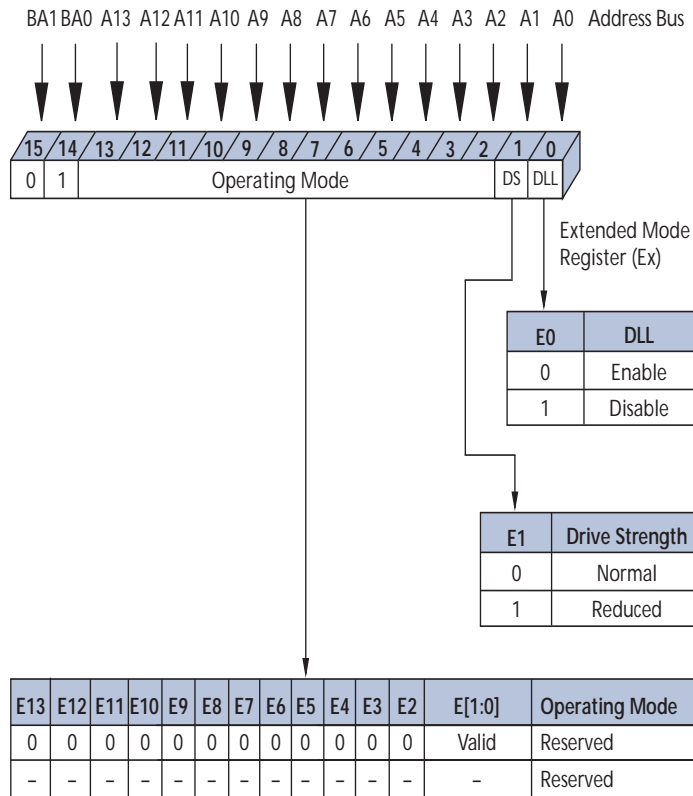 BA1 BA0 A13 A12 A11 A10 A9 A8 A7 A6 A5 A4 A3 A2 A1 A0 Address Bus
15 14 13 12 11 10 9 8 7 6 5 4 3 2 1 0
0 1 Operating Mode DS DLL
Extended Mode
Register (Ex)
E0 DLL
0 Enable
1 Disable
E1 Drive Strength
0 Normal
1 Reduced
E13 E12 E11 E10 E9 E8 E7 E6 E5 E4 E3 E2 E[1:0] Operating Mode
0 0 0 0 0 0 0 0 0 0 0 0 Valid Reserved
– – – – – – – – – – – – – Reserved